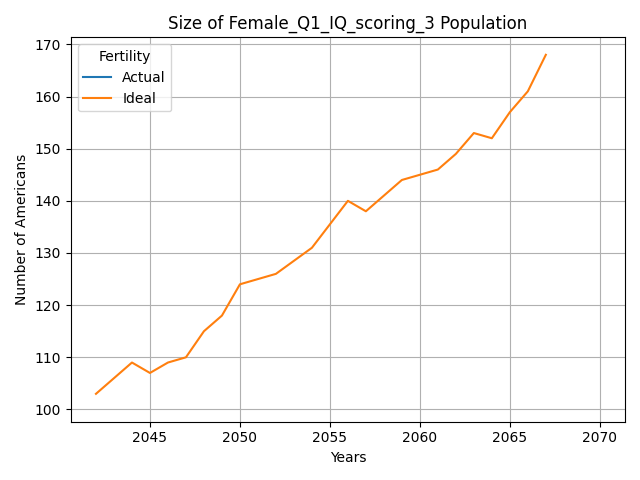 Size of Female_Q1_IQ_scoring_3 Population
Fertility
Actual
Ideal
Number of Americans
170
160
150
140
130
120
110
100
2045 2050 2055 2060 2065 2070
Years